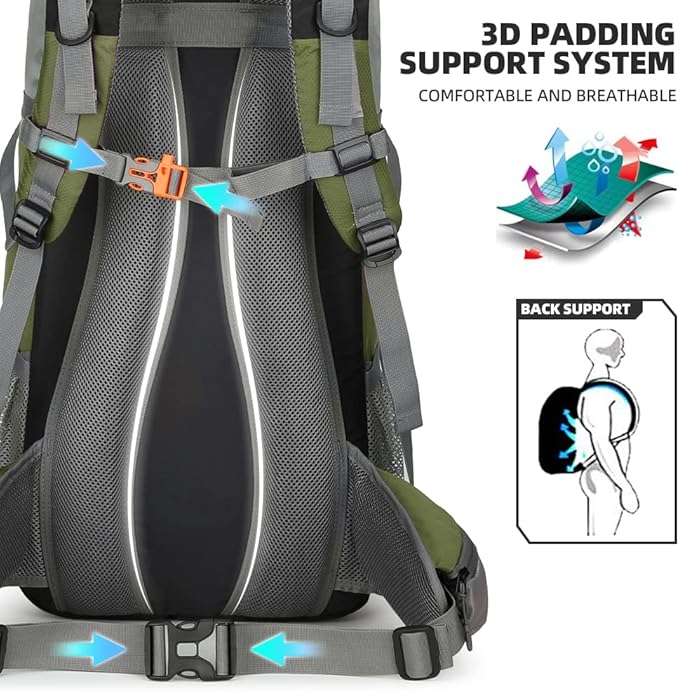 3D PADDING
SUPPORT SYSTEM
COMFORTABLE AND BREATHABLE
BACK SUPPORT